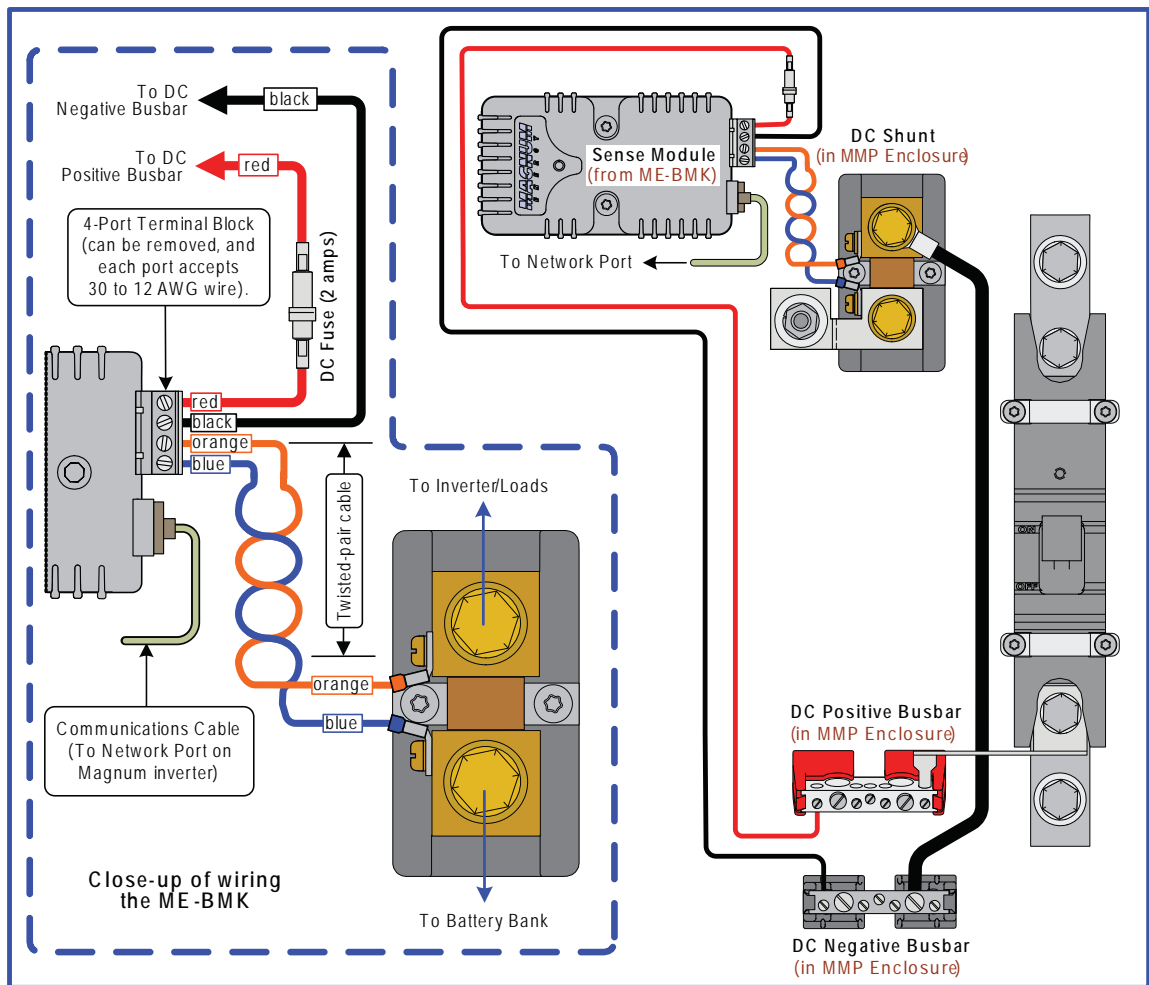 To DC
Negative Busbar
black
To DC
Positive Busbar
red
4-Port Terminal Block
(can be removed, and
each port accepts
30 to 12 AWG wire).
DC Fuse (2 amps)
red
black
orange
blue
Twisted-pair cable
To Inverter/Loads
orange
blue
Communications Cable
(To Network Port on
Magnum inverter)
To Battery Bank
Close-up of wiring
the ME-BMK
MAGNUM
Sense Module
(from ME-BMK)
To Network Port
DC Shunt
(in MMP Enclosure)
ON
OFF
DC Positive Busbar
(in MMP Enclosure)
DC Negative Busbar
(in MMP Enclosure)